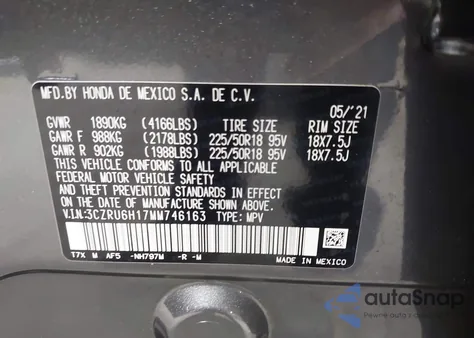 MFD.BY HONDA DE MEXICO S.A. DE C.V.
05/'21
GVWR 1890KG (4166LBS) TIRE SIZE RIM SIZE
GAWR F 988KG (2178LBS) 225/50R18 95V 18X7.5J
GAWR R 902KG (1988LBS) 225/50R18 95V 18X7.5J
THIS VEHICLE CONFORMS TO ALL APPLICABLE
FEDERAL MOTOR VEHICLE SAFETY
AND THEFT PREVENTION STANDARDS IN EFFECT
ON THE DATE OF MANUFACTURE SHOWN ABOVE.
V.I.N:3CZRU6H17MM746163 TYPE: MPV
T7X M AF5 -NH797M -R -M
MADE IN MEXICO
autoSnap